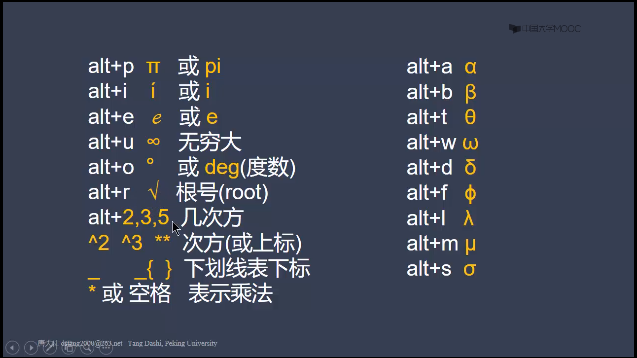 中国大学MOOC
alt+p π 或 pi
alt+i í 或 i
alt+e ℯ 或 e
alt+u ∞ 无穷大
alt+o ° 或 deg(度数)
alt+r √ 根号(root)
alt+2,3,5 几次方
^2 ^3 ** 次方(或上标)
_ _{ } 下划线表下标
* 或 空格 表示乘法
alt+a α
alt+b β
alt+t θ
alt+w ω
alt+d δ
alt+f ϕ
alt+l λ
alt+m μ
alt+s σ
@263.net Tang Dashi, Peking University